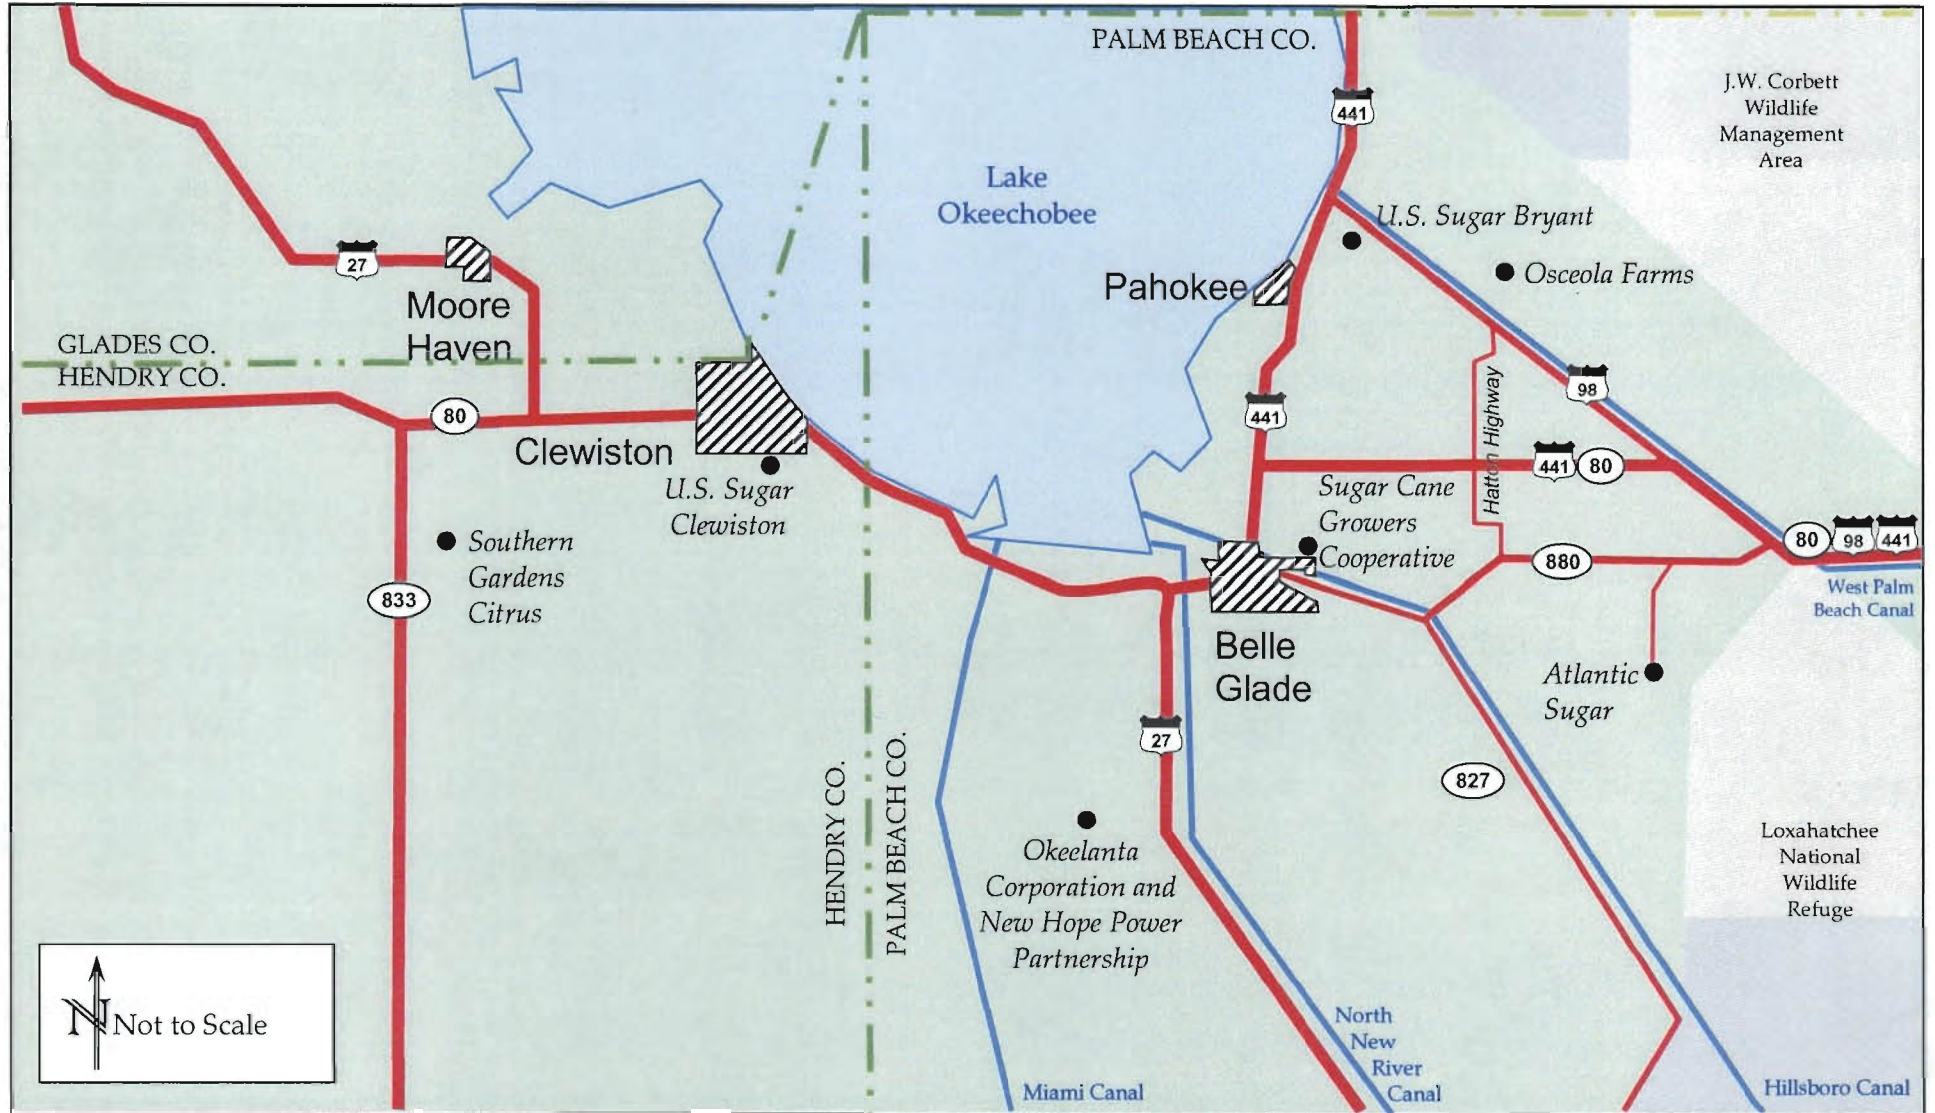 PALM BEACH CO.
J.W. Corbett
Wildlife
Management
Area
441
Lake
Okeechobee
U.S. Sugar Bryant
Osceola Farms
27
Pahokee
Moore
Haven
GLADES CO.
HENDRY CO.
98
80
441
Hatton Highway
Clewiston
441
80
U.S. Sugar
Clewiston
Sugar Cane
Growers
Cooperative
Southern
Gardens
Citrus
80
98
441
880
833
West Palm
Beach Canal
Belle
Glade
Atlantic
Sugar
27
827
HENDRY CO.
PALM BEACH CO.
Okeelanta
Corporation and
New Hope Power
Partnership
Loxahatchee
National
Wildlife
Refuge
N
Not to Scale
North
New
River
Canal
Miami Canal
Hillsboro Canal